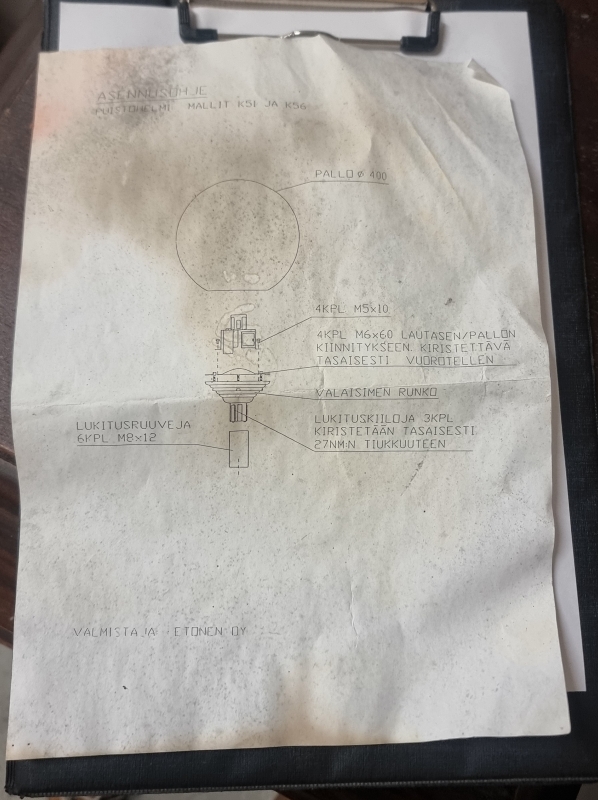 ASENNUSOHJE
PUISTOHELMI MALLIT K51 JA K56
PALLO ø 400
4KPL M5x10
4KPL M6x60 LAUTASEN/PALLON
KIINNITYKSEEN. KIRISTETTÄVÄ
TASAISESTI VUOROTELLEN
VALAISIMEN RUNKO
LUKITUSRUUVEJA
6KPL M8x12
LUKITUSKIILOJA 3KPL
KIRISTETÄÄN TASAISESTI
27NM:N TIUKKUUTEEN
VALMISTAJA: ETONEN OY